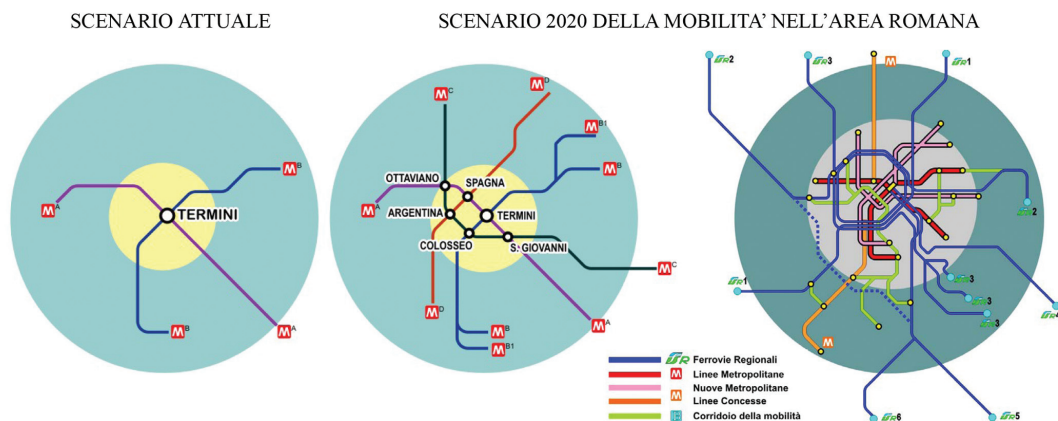 SCENARIO ATTUALE
SCENARIO 2020 DELLA MOBILITA' NELL'AREA ROMANA
M A
M B
TERMINI
M B
M A
M C
M D
M B1
M B
OTTAVIANO
SPAGNA
M A
ARGENTINA
TERMINI
COLOSSEO
S. GIOVANNI
M C
M D
M B
M B1
M A
FR2
FR3
M
FR1
FR2
FR1
FR3
FR3
FR3
FR4
M
FR6
FR5
FR Ferrovie Regionali
M Linee Metropolitane
Nuove Metropolitane
M Linee Concesse
Corridoio della mobilità